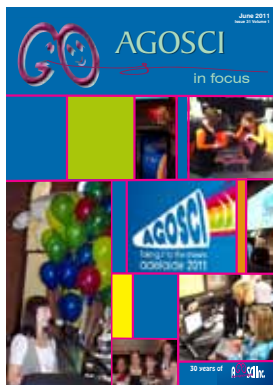 June 2011
Issue 31 Volume 1
AGOSCI
in focus
AGOSCI
Taking it to the streets
adelaide 2011
30 years of AGOSCI Inc.